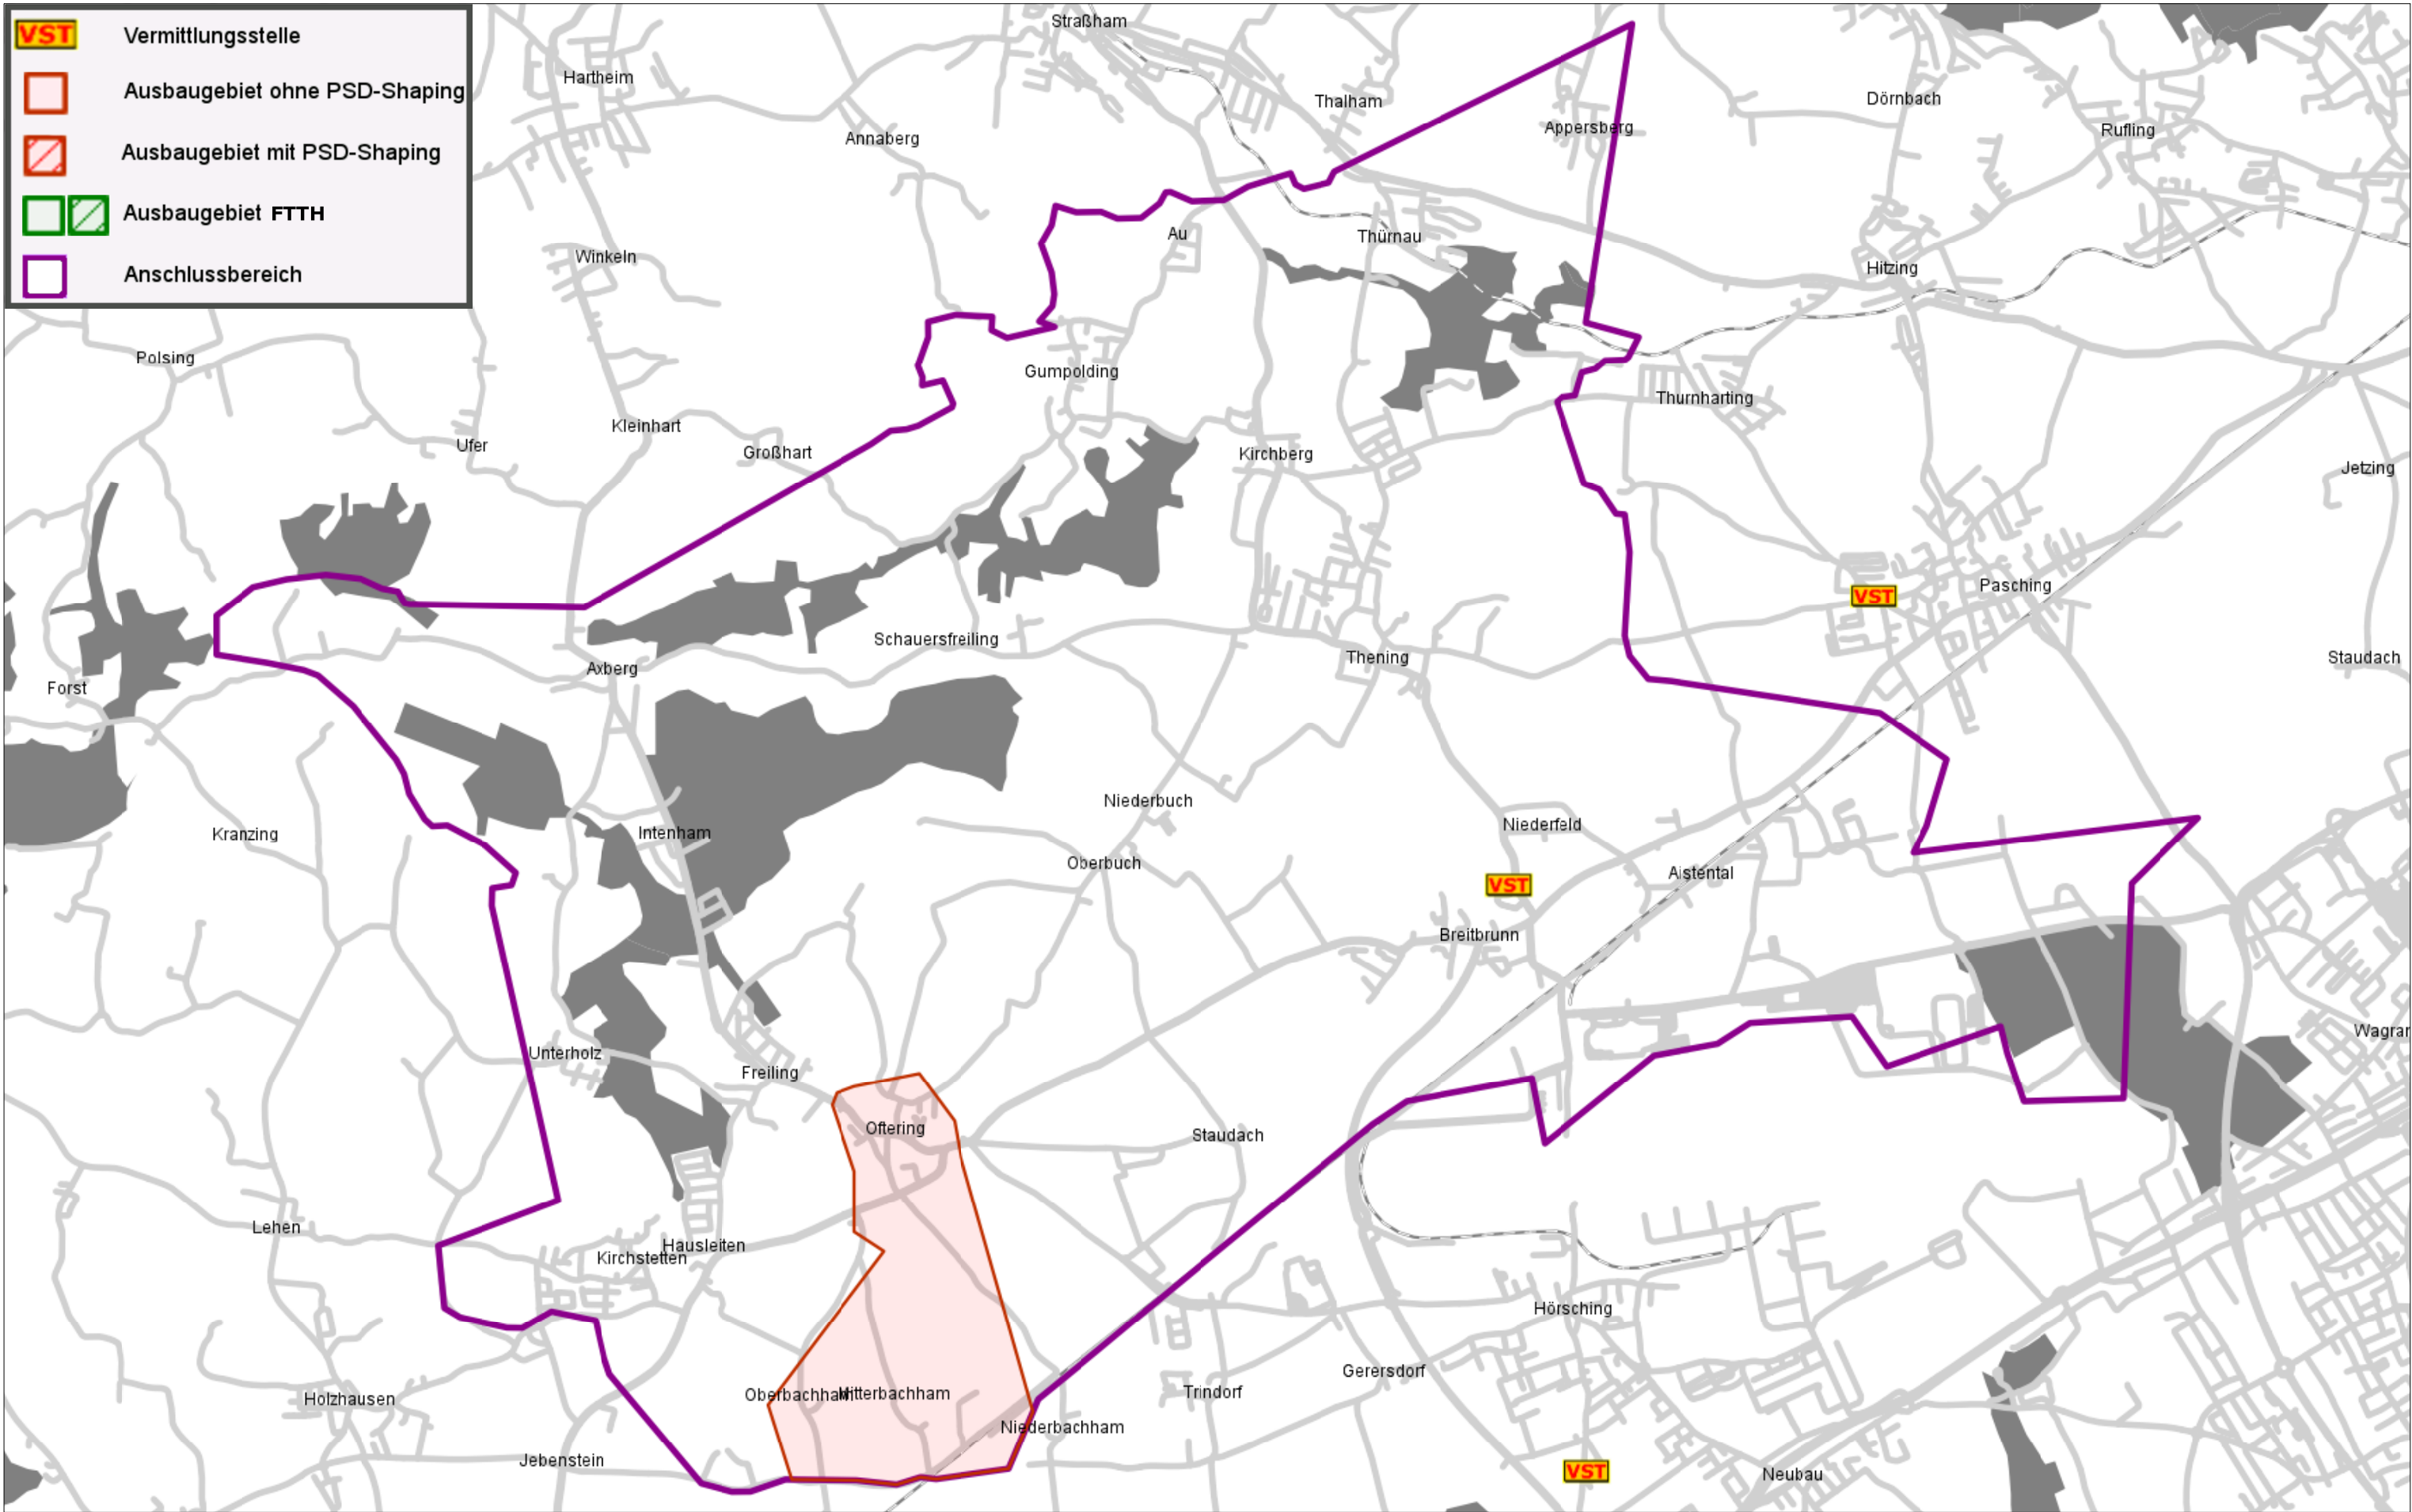 VST Vermittlungsstelle
Ausbaugebiet ohne PSD-Shaping
Ausbaugebiet mit PSD-Shaping
Ausbaugebiet FTTH
Anschlussbereich
Straßham
Hartheim
Thalham
Dörnbach
Appersberg
Rufling
Annaberg
Au
Thürnau
Winkeln
Hitzing
Polsing
Gumpolding
Thurnharting
Kleinhart
Ufer
Großhart
Kirchberg
Jetzing
Pasching
VST
Schauersfreiling
Thening
Staudach
Axberg
Forst
Niederbuch
Niederfeld
Kranzing
Intenham
Oberbuch
Aistental
VST
Breitbrunn
Wagrar
Unterholz
Freiling
Oftering
Staudach
Lehen
Hausleiten
Kirchstetten
Hörsching
Gerersdorf
Trindorf
Oberbachham
Mitterbachham
Holzhausen
Niederbachham
Jebenstein
VST
Neubau